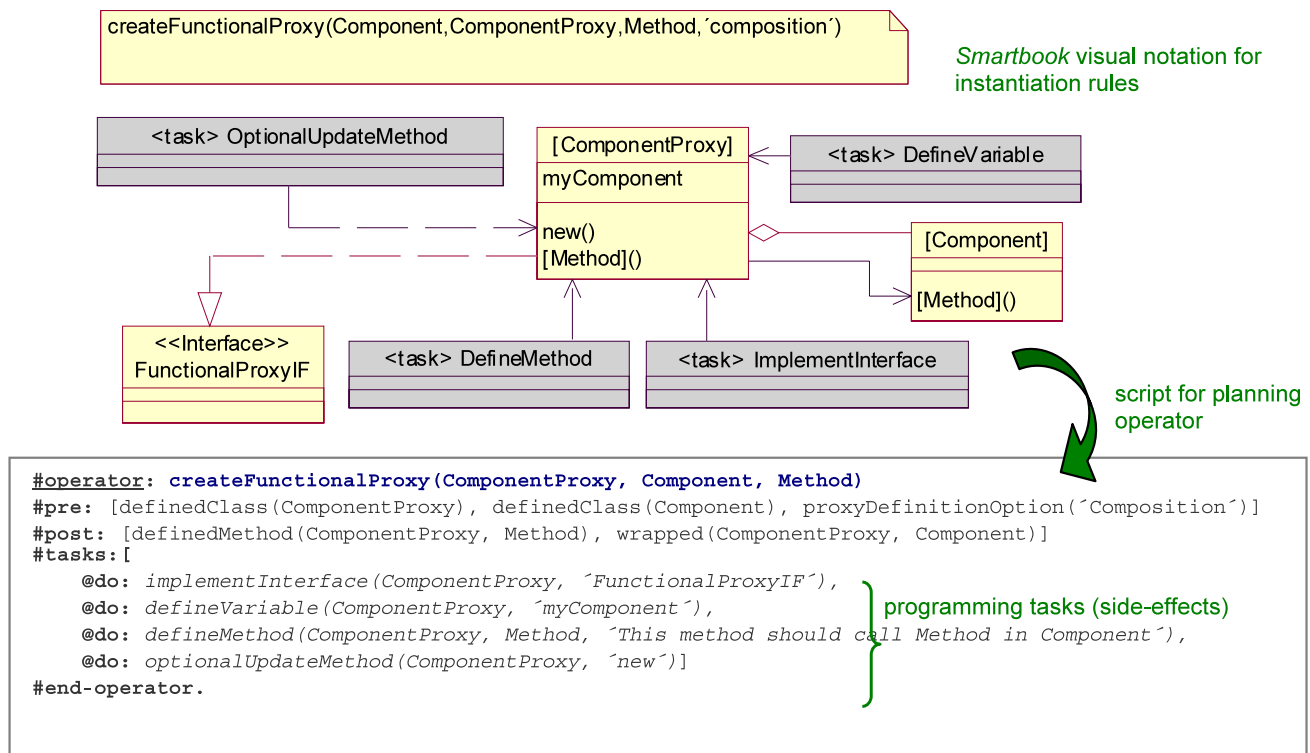 createFunctionalProxy(Component,ComponentProxy,Method,´composition´)
Smartbook visual notation for
instantiation rules
<task> OptionalUpdateMethod
[ComponentProxy]
myComponent
new()
[Method]()
<task> DefineVariable
[Component]
[Method]()
<<Interface>>
FunctionalProxyIF
<task> DefineMethod
<task> ImplementInterface
script for planning
operator
#operator: createFunctionalProxy(ComponentProxy, Component, Method)
#pre: [definedClass(ComponentProxy), definedClass(Component), proxyDefinitionOption(´Composition´)]
#post: [definedMethod(ComponentProxy, Method), wrapped(ComponentProxy, Component)]
#tasks:[
@do: implementInterface(ComponentProxy, ´FunctionalProxyIF´),
@do: defineVariable(ComponentProxy, ´myComponent´),
@do: defineMethod(ComponentProxy, Method, ´This method should call Method in Component´),
@do: optionalUpdateMethod(ComponentProxy, ´new´)]
#end-operator.
programming tasks (side-effects)